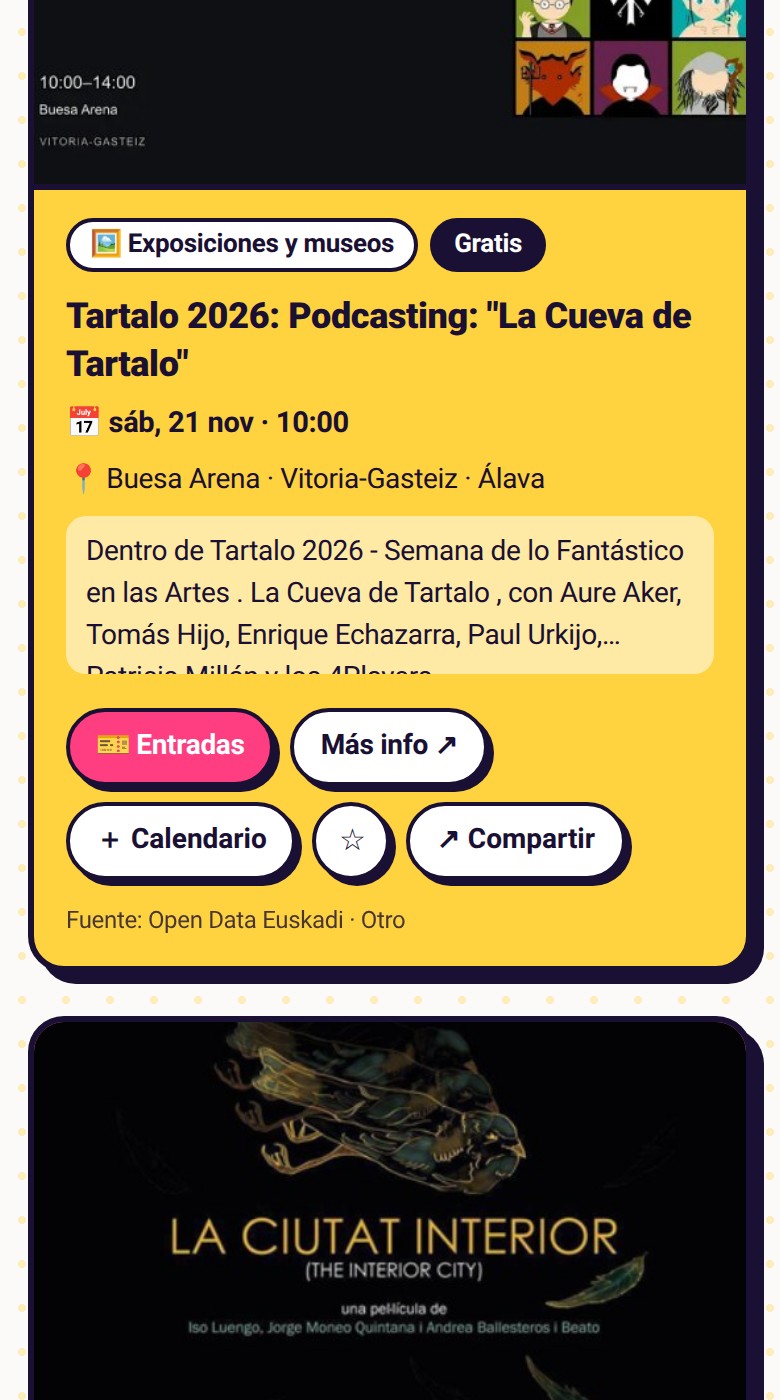 10:00–14:00
Buesa Arena
VITORIA-GASTEIZ
🖼️ Exposiciones y museos
Gratis
Tartalo 2026: Podcasting: "La Cueva de
Tartalo"
📅 sáb, 21 nov · 10:00
📍 Buesa Arena · Vitoria-Gasteiz · Álava
Dentro de Tartalo 2026 - Semana de lo Fantástico
en las Artes . La Cueva de Tartalo , con Aure Aker,
Tomás Hijo, Enrique Echazarra, Paul Urkijo,...
Patricia Millán y los 4Players
🎫 Entradas
Más info ↗
+ Calendario
☆
↗ Compartir
Fuente: Open Data Euskadi · Otro
LA CIUTAT INTERIOR
(THE INTERIOR CITY)
una pel·lícula de
Iso Luengo, Jorge Moneo Quintana i Andrea Ballesteros i Beato